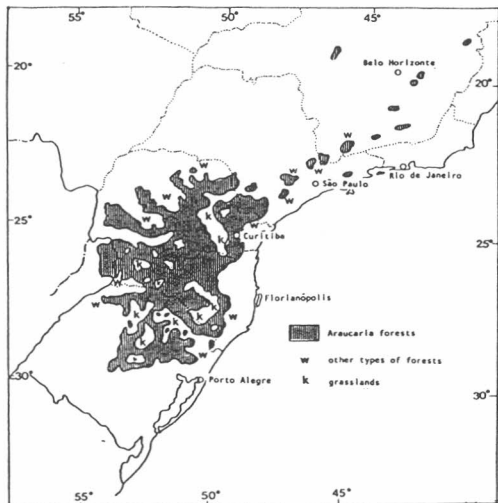 55° 50° 45°
20°
Belo Horizonte
20°
w
w w
São Paulo
Rio de Janeiro
w
w
w
k
w
25°
k
Curitiba
25°
k
w
w
k
k
w
k
k
k
Florianópolis
w
Araucaria forests
w other types of forests
k grasslands
30°
Porto Alegre
30°
55° 50° 45°